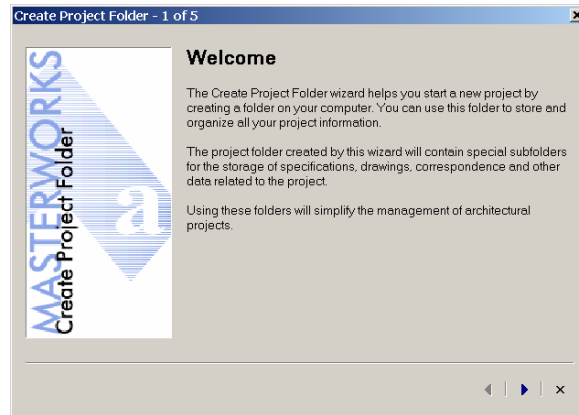 Create Project Folder - 1 of 5
MASTERWORKS
Create Project Folder
a
Welcome
The Create Project Folder wizard helps you start a new project by
creating a folder on your computer. You can use this folder to store and
organize all your project information.
The project folder created by this wizard will contain special subfolders
for the storage of specifications, drawings, correspondence and other
data related to the project.
Using these folders will simplify the management of architectural
projects.